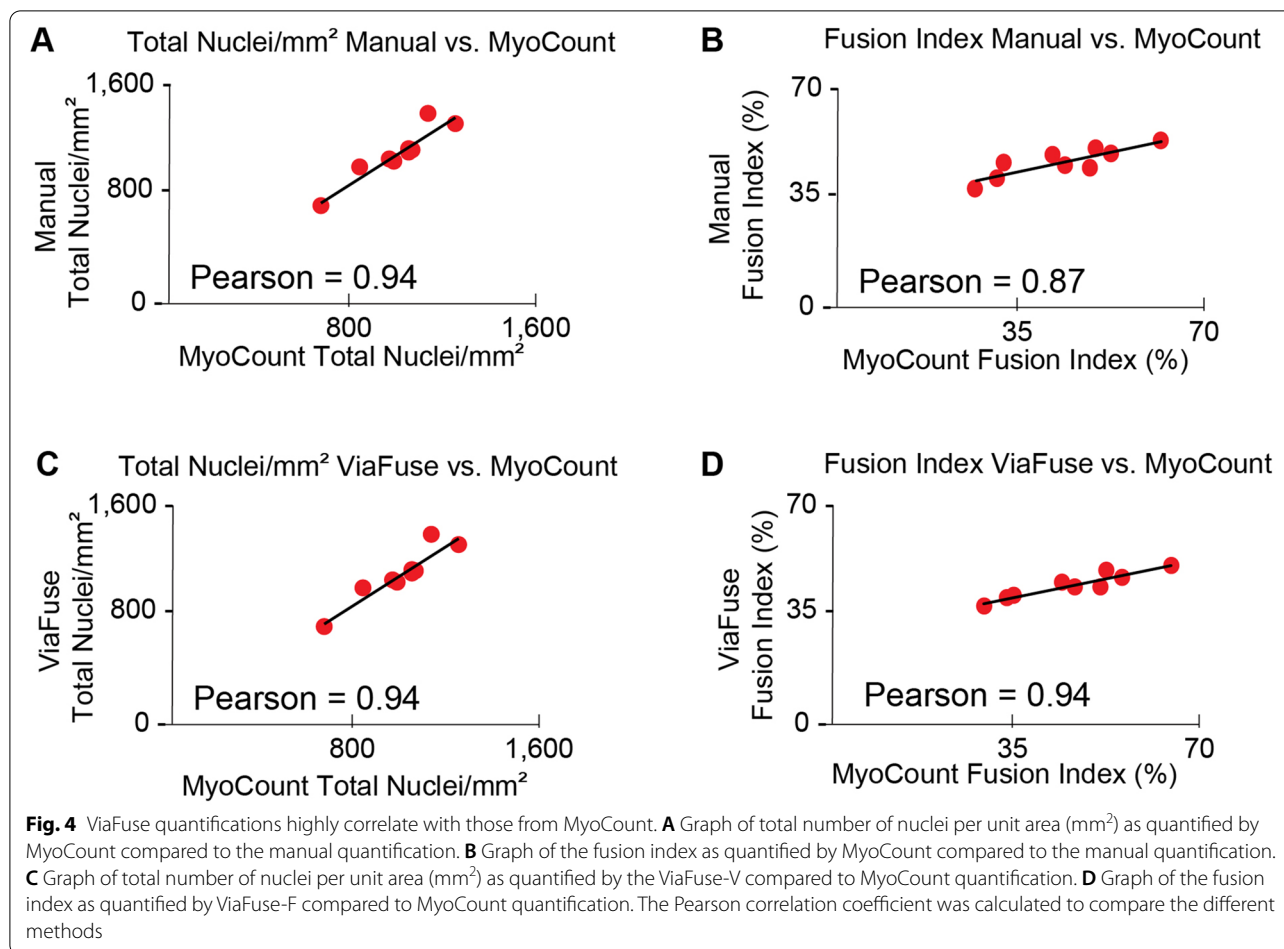 A
Total Nuclei/mm² Manual vs. MyoCount
Manual
Total Nuclei/mm²
1,600
800
0
Pearson = 0.94
800
1,600
MyoCount Total Nuclei/mm²
B
Fusion Index Manual vs. MyoCount
Manual
Fusion Index (%)
70
35
0
Pearson = 0.87
35
70
MyoCount Fusion Index (%)
C
Total Nuclei/mm² ViaFuse vs. MyoCount
ViaFuse
Total Nuclei/mm²
1,600
800
0
Pearson = 0.94
800
1,600
MyoCount Total Nuclei/mm²
D
Fusion Index ViaFuse vs. MyoCount
ViaFuse
Fusion Index (%)
70
35
0
Pearson = 0.94
35
70
MyoCount Fusion Index (%)
Fig. 4 ViaFuse quantifications highly correlate with those from MyoCount. A Graph of total number of nuclei per unit area (mm²) as quantified by
MyoCount compared to the manual quantification. B Graph of the fusion index as quantified by MyoCount compared to the manual quantification.
C Graph of total number of nuclei per unit area (mm²) as quantified by the ViaFuse-V compared to MyoCount quantification. D Graph of the fusion
index as quantified by ViaFuse-F compared to MyoCount quantification. The Pearson correlation coefficient was calculated to compare the different
methods